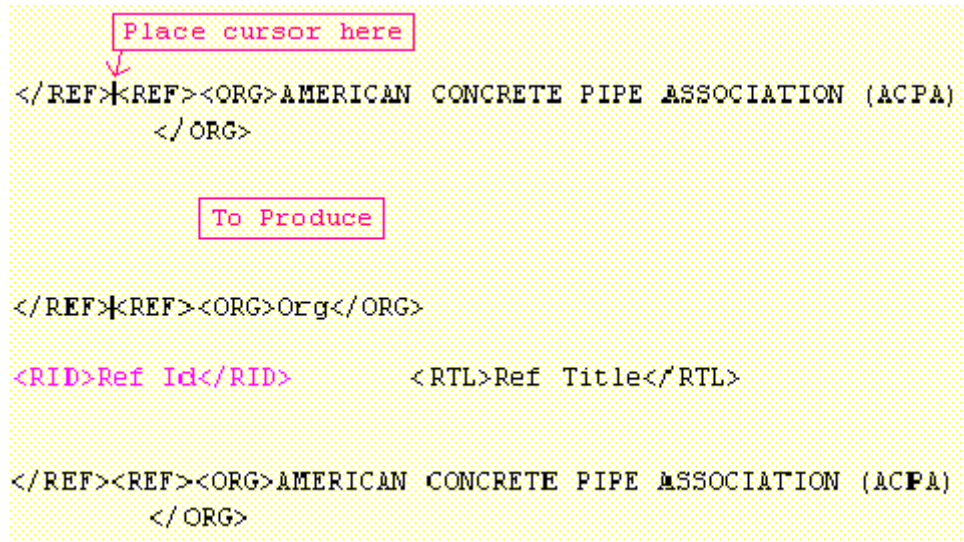 Place cursor here
</REF><REF><ORG>AMERICAN CONCRETE PIPE ASSOCIATION (ACPA)
</ORG>
To Produce
</REF><REF><ORG>Org</ORG>
<RID>Ref Id</RID> <RTL>Ref Title</RTL>
</REF><REF><ORG>AMERICAN CONCRETE PIPE ASSOCIATION (ACPA)
</ORG>